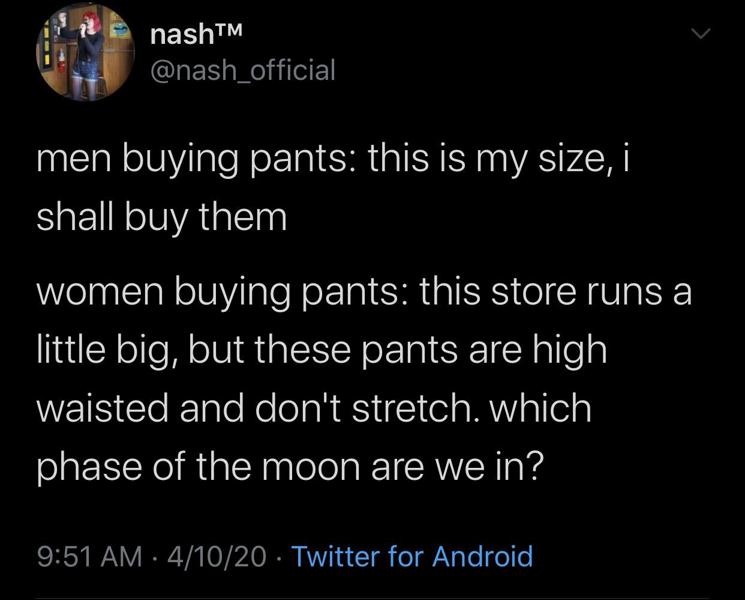 nash™
@nash_official
men buying pants: this is my size, i
shall buy them
women buying pants: this store runs a
little big, but these pants are high
waisted and don't stretch. which
phase of the moon are we in?
9:51 AM · 4/10/20 · Twitter for Android